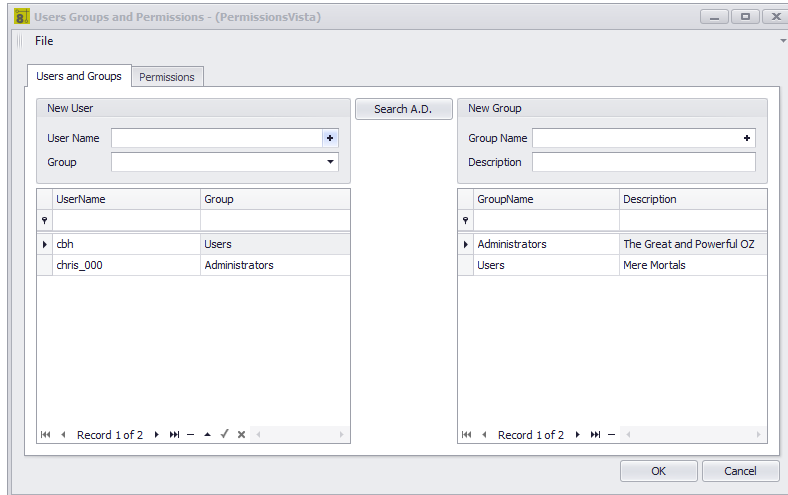 8
Users Groups and Permissions - (PermissionsVista)
File
Users and Groups
Permissions
New User
User Name
Group
Search A.D.
New Group
Group Name
Description
UserName Group
cbh Users
chris_000 Administrators
Record 1 of 2
GroupName Description
Administrators The Great and Powerful OZ
Users Mere Mortals
Record 1 of 2
OK
Cancel